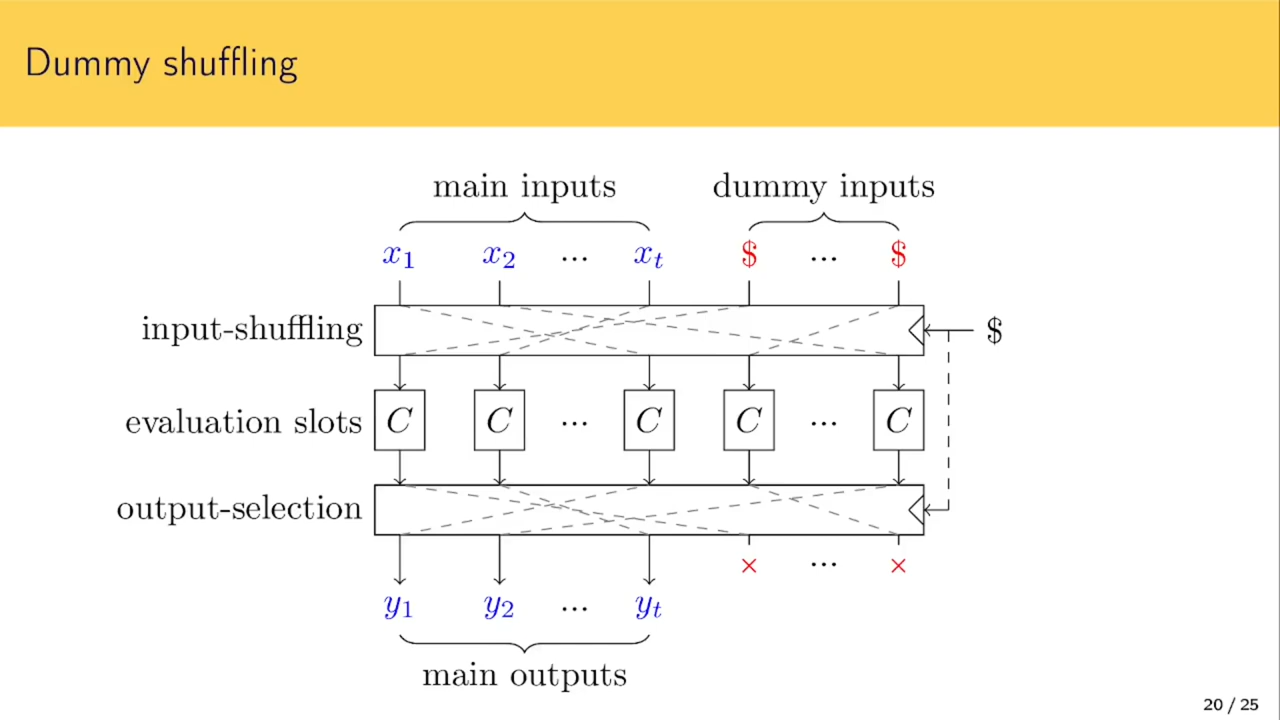 Dummy shuffling
main inputs dummy inputs
x₁ x₂ ... xₜ $ ... $
input-shuffling $
evaluation slots C C ... C C ... C
output-selection
× ... ×
y₁ y₂ ... yₜ
main outputs
20 / 25